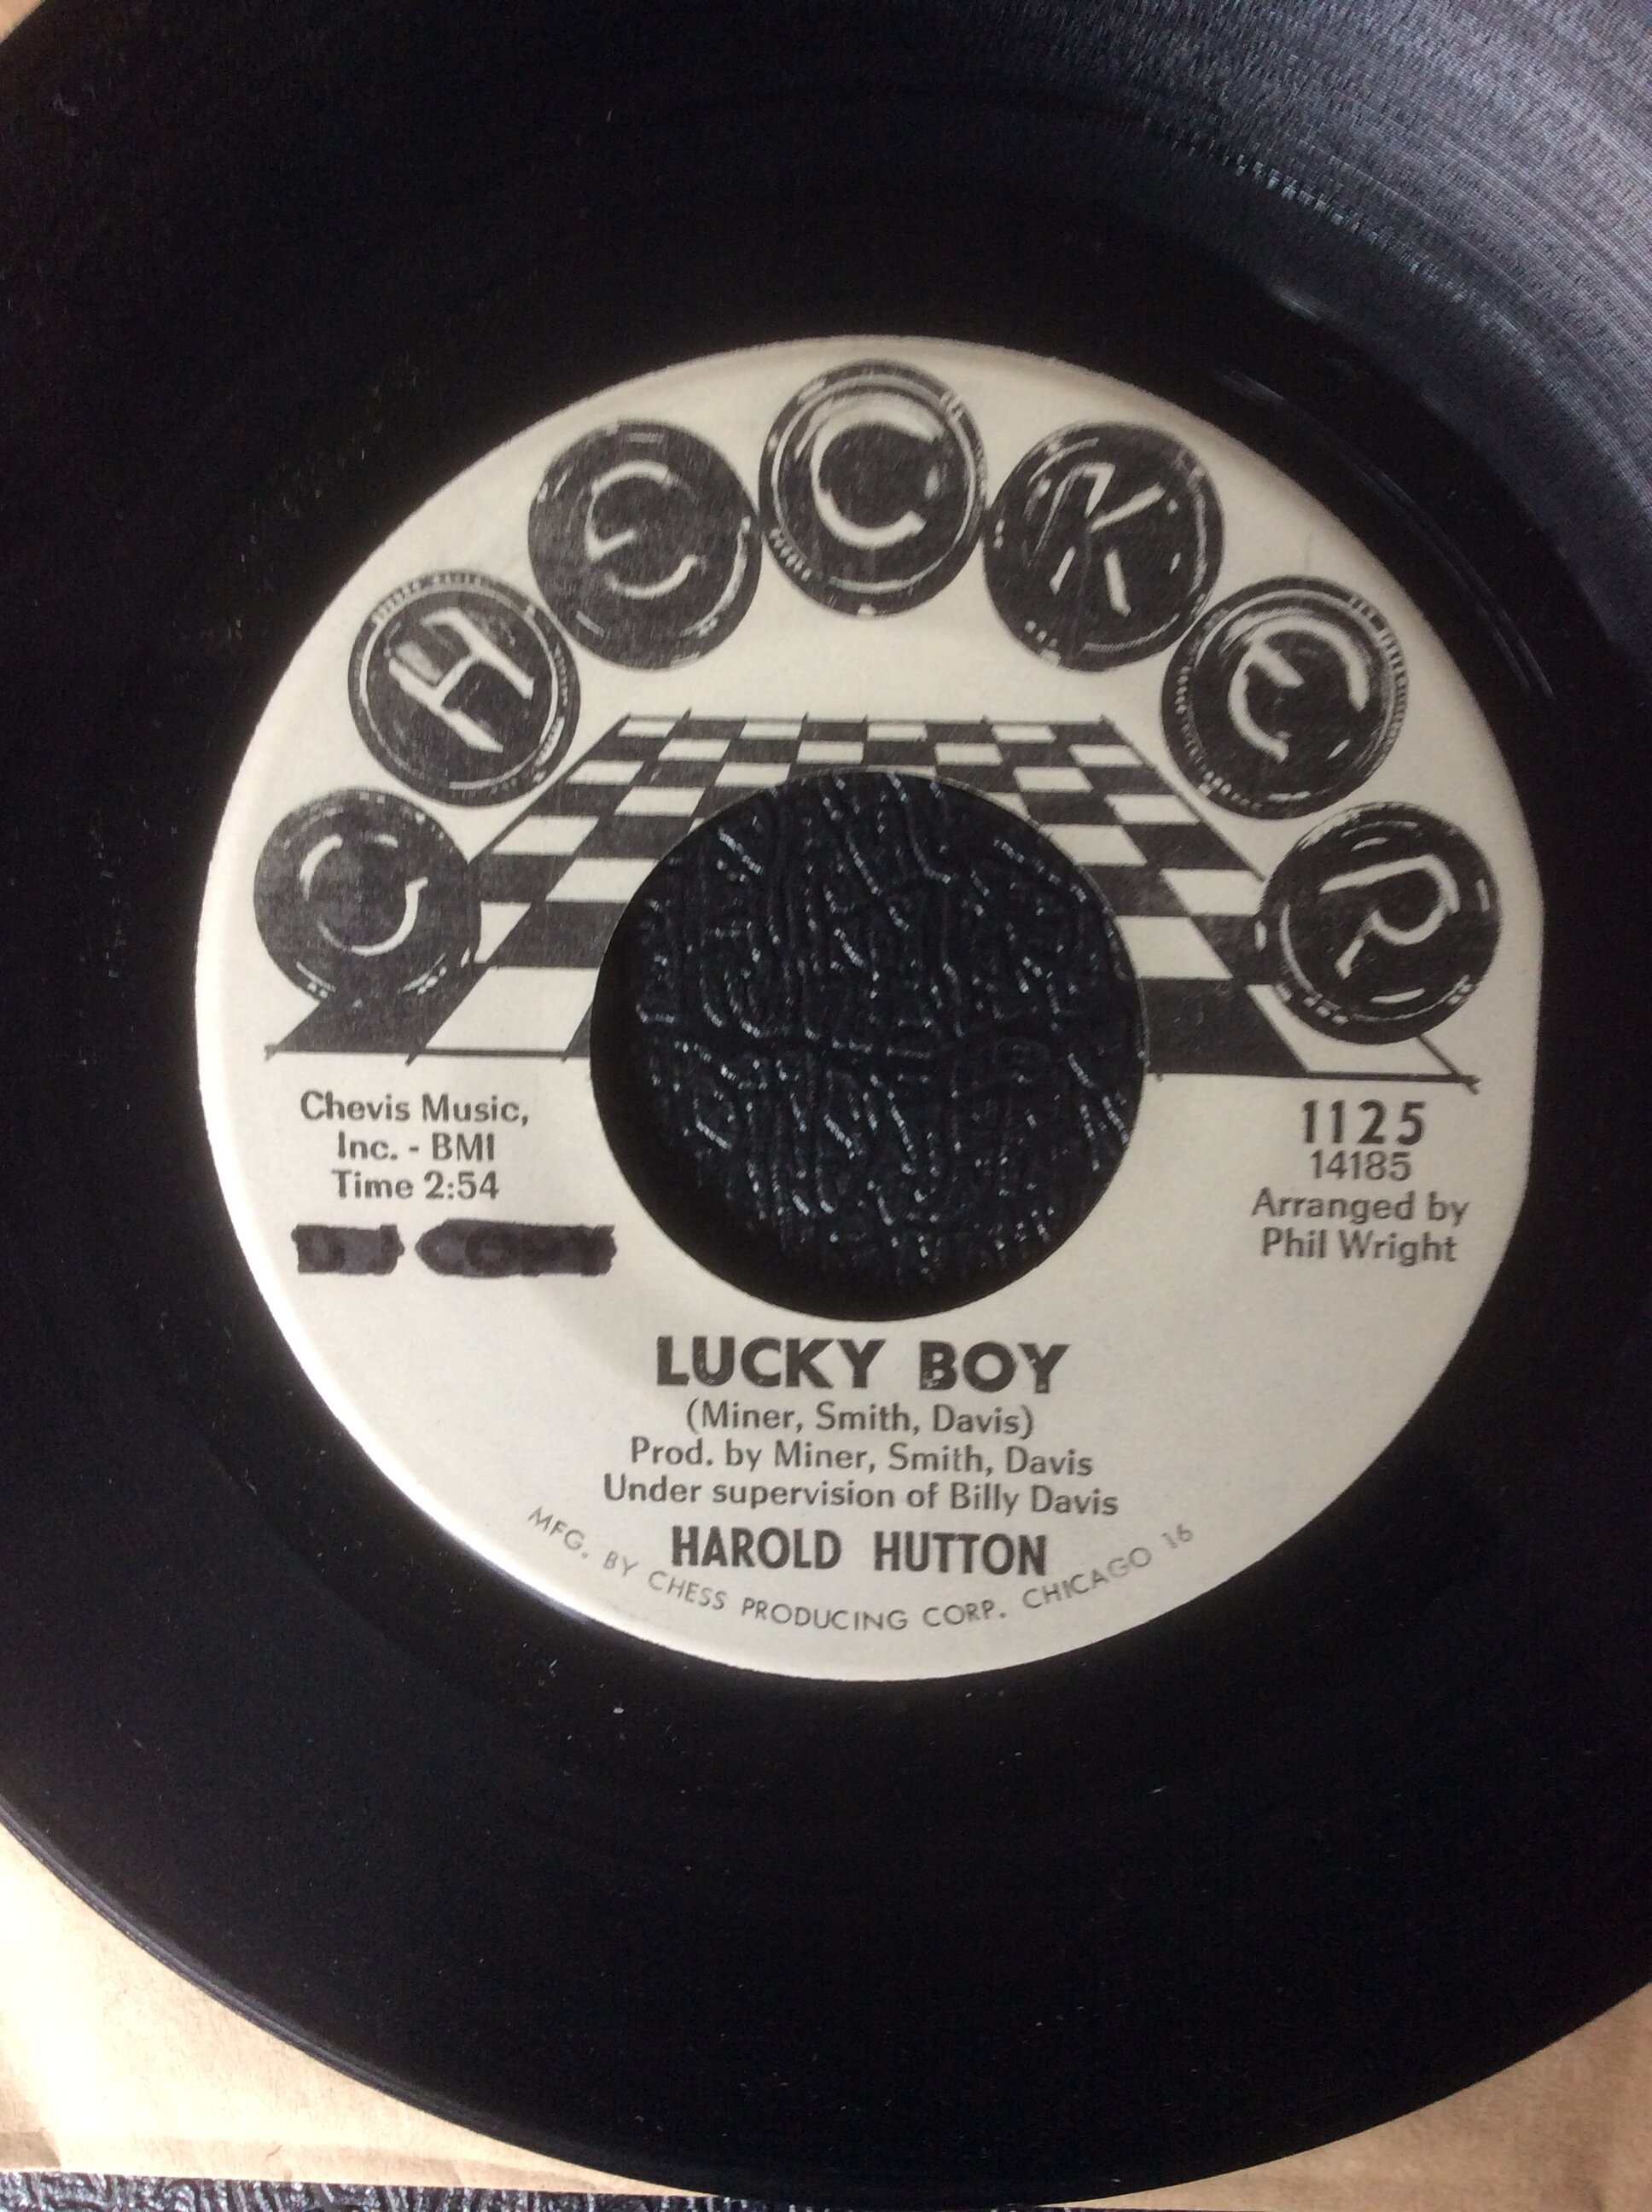 CHECKER
Chevis Music,
Inc. - BMI
Time 2:54
DJ COPY
1125
14185
Arranged by
Phil Wright
LUCKY BOY
(Miner, Smith, Davis)
Prod. by Miner, Smith, Davis
Under supervision of Billy Davis
HAROLD HUTTON
MFG. BY CHESS PRODUCING CORP. CHICAGO 16